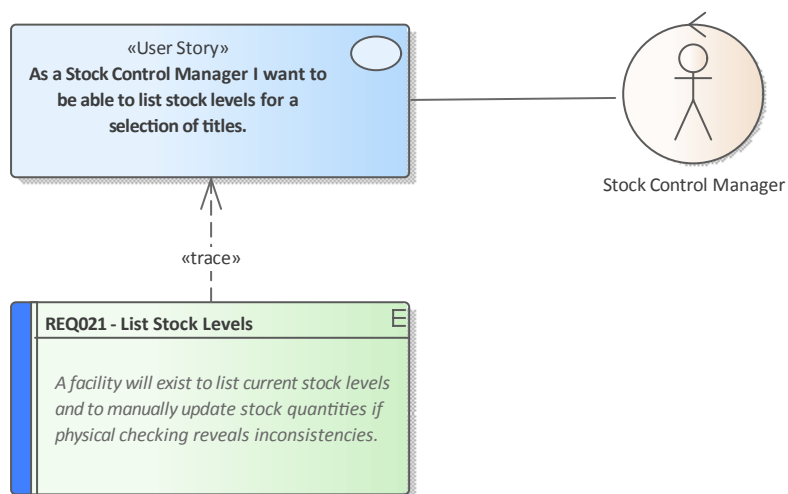 «User Story»
As a Stock Control Manager I want to
be able to list stock levels for a
selection of titles.
Stock Control Manager
«trace»
REQ021 - List Stock Levels
E
A facility will exist to list current stock levels
and to manually update stock quantities if
physical checking reveals inconsistencies.